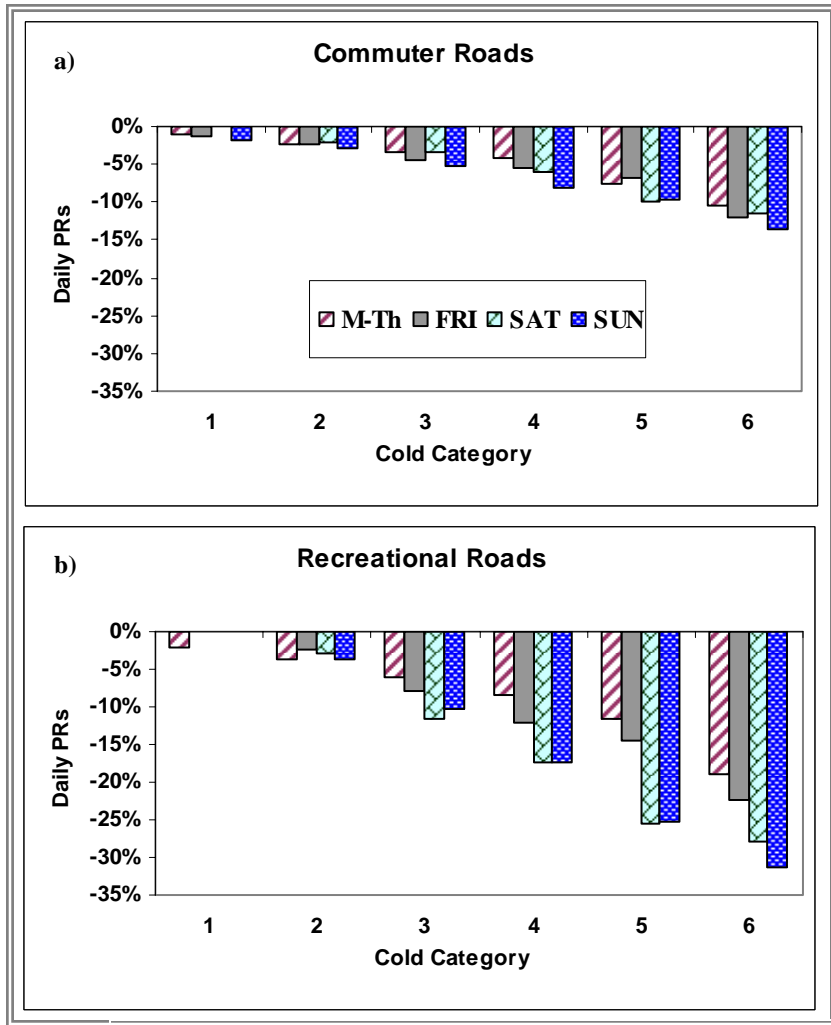 a)
Commuter Roads
0%
-5%
-10%
-15%
-20%
-25%
-30%
-35%
Daily PRs
M-Th FRI SAT SUN
1 2 3 4 5 6
Cold Category
b)
Recreational Roads
0%
-5%
-10%
-15%
-20%
-25%
-30%
-35%
Daily PRs
1 2 3 4 5 6
Cold Category